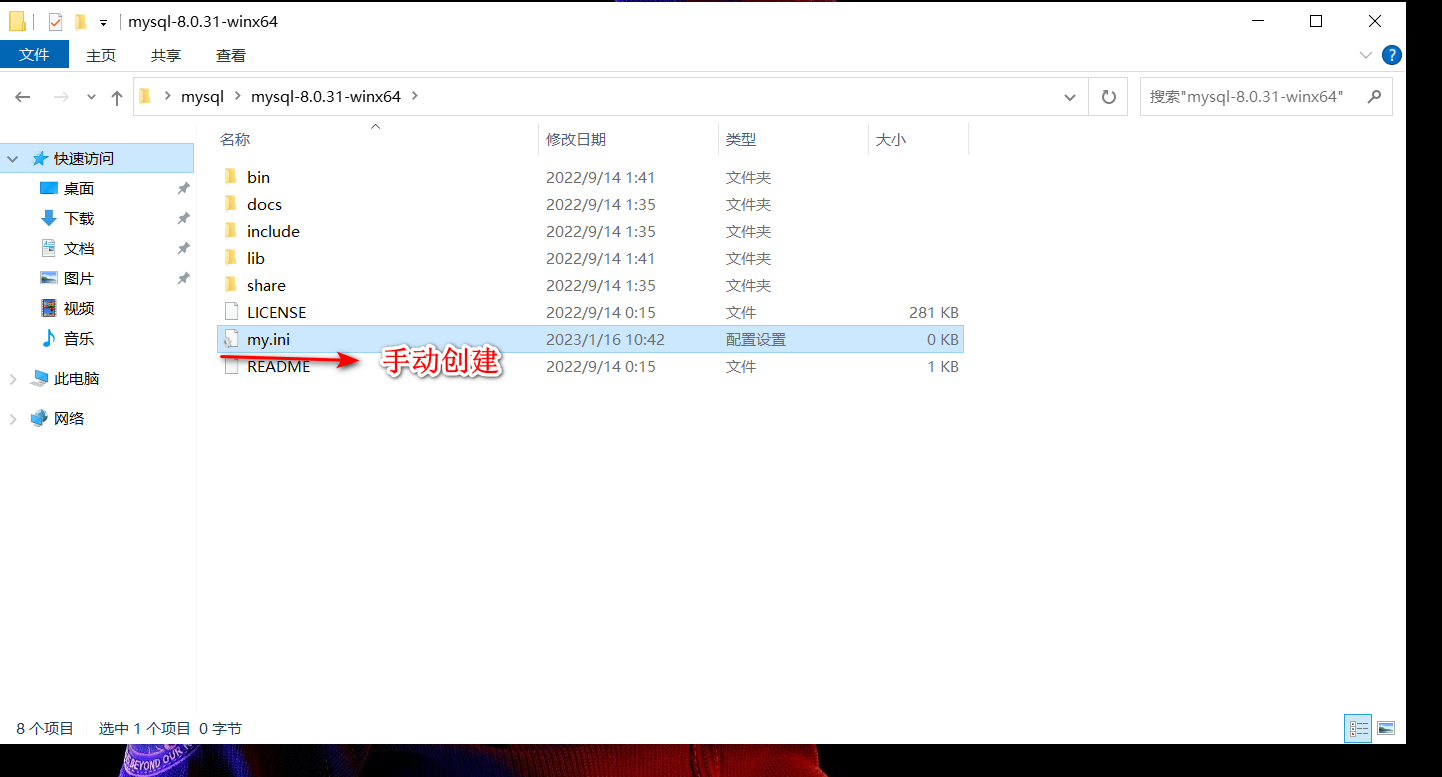 mysql-8.0.31-winx64
文件 主页 共享 查看
mysql mysql-8.0.31-winx64 搜索"mysql-8.0.31-winx64"
名称 修改日期 类型 大小
快速访问
桌面
下载
文档
图片
视频
音乐
此电脑
网络
bin 2022/9/14 1:41 文件夹
docs 2022/9/14 1:35 文件夹
include 2022/9/14 1:35 文件夹
lib 2022/9/14 1:41 文件夹
share 2022/9/14 1:35 文件夹
LICENSE 2022/9/14 0:15 文件 281 KB
my.ini 2023/1/16 10:42 配置设置 0 KB
手动创建
README 2022/9/14 0:15 文件 1 KB
8 个项目 选中 1 个项目 0 字节
BEYOND OUR